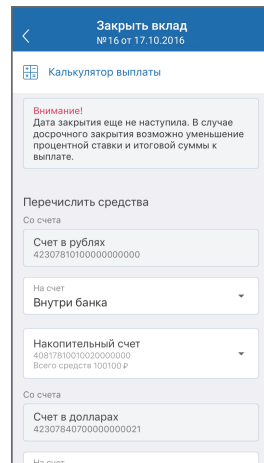 Закрыть вклад
№16 от 17.10.2016
Калькулятор выплаты
Внимание!
Дата закрытия еще не наступила. В случае
досрочного закрытия возможно уменьшение
процентной ставки и итоговой суммы к
выплате.
Перечислить средства
Со счета
Счет в рублях
42307810100000000000
На счет
Внутри банка
Накопительный счет
40817810010020000000
Всего средств 100100 ₽
Со счета
Счет в долларах
42307840700000000021
На счет